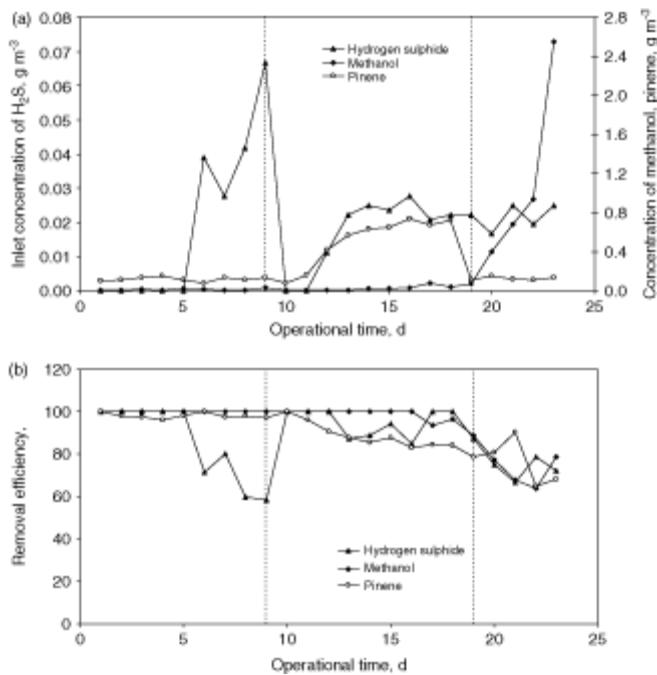 (a)
0.08
0.07
0.06
0.05
0.04
0.03
0.02
0.01
0.00
Inlet concentration of H₂S, g m⁻³
2.8
2.4
2.0
1.6
1.2
0.8
0.4
0.0
Concentration of methanol, pinene, g m⁻³
Hydrogen sulphide
Methanol
Pinene
0 5 10 15 20 25
Operational time, d
(b)
120
100
80
60
40
20
0
Removal efficiency,
Hydrogen sulphide
Methanol
Pinene
0 5 10 15 20 25
Operational time, d